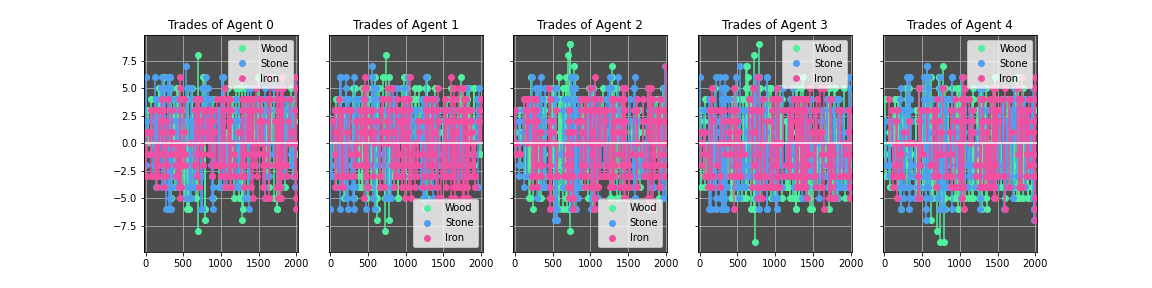 Trades of Agent 0
Trades of Agent 1
Trades of Agent 2
Trades of Agent 3
Trades of Agent 4
Wood
Stone
Iron
Wood
Stone
Iron
Wood
Stone
Iron
Wood
Stone
Iron
Wood
Stone
Iron
7.5
5.0
2.5
0.0
−2.5
−5.0
−7.5
0 500 1000 1500 2000
0 500 1000 1500 2000
0 500 1000 1500 2000
0 500 1000 1500 2000
0 500 1000 1500 2000